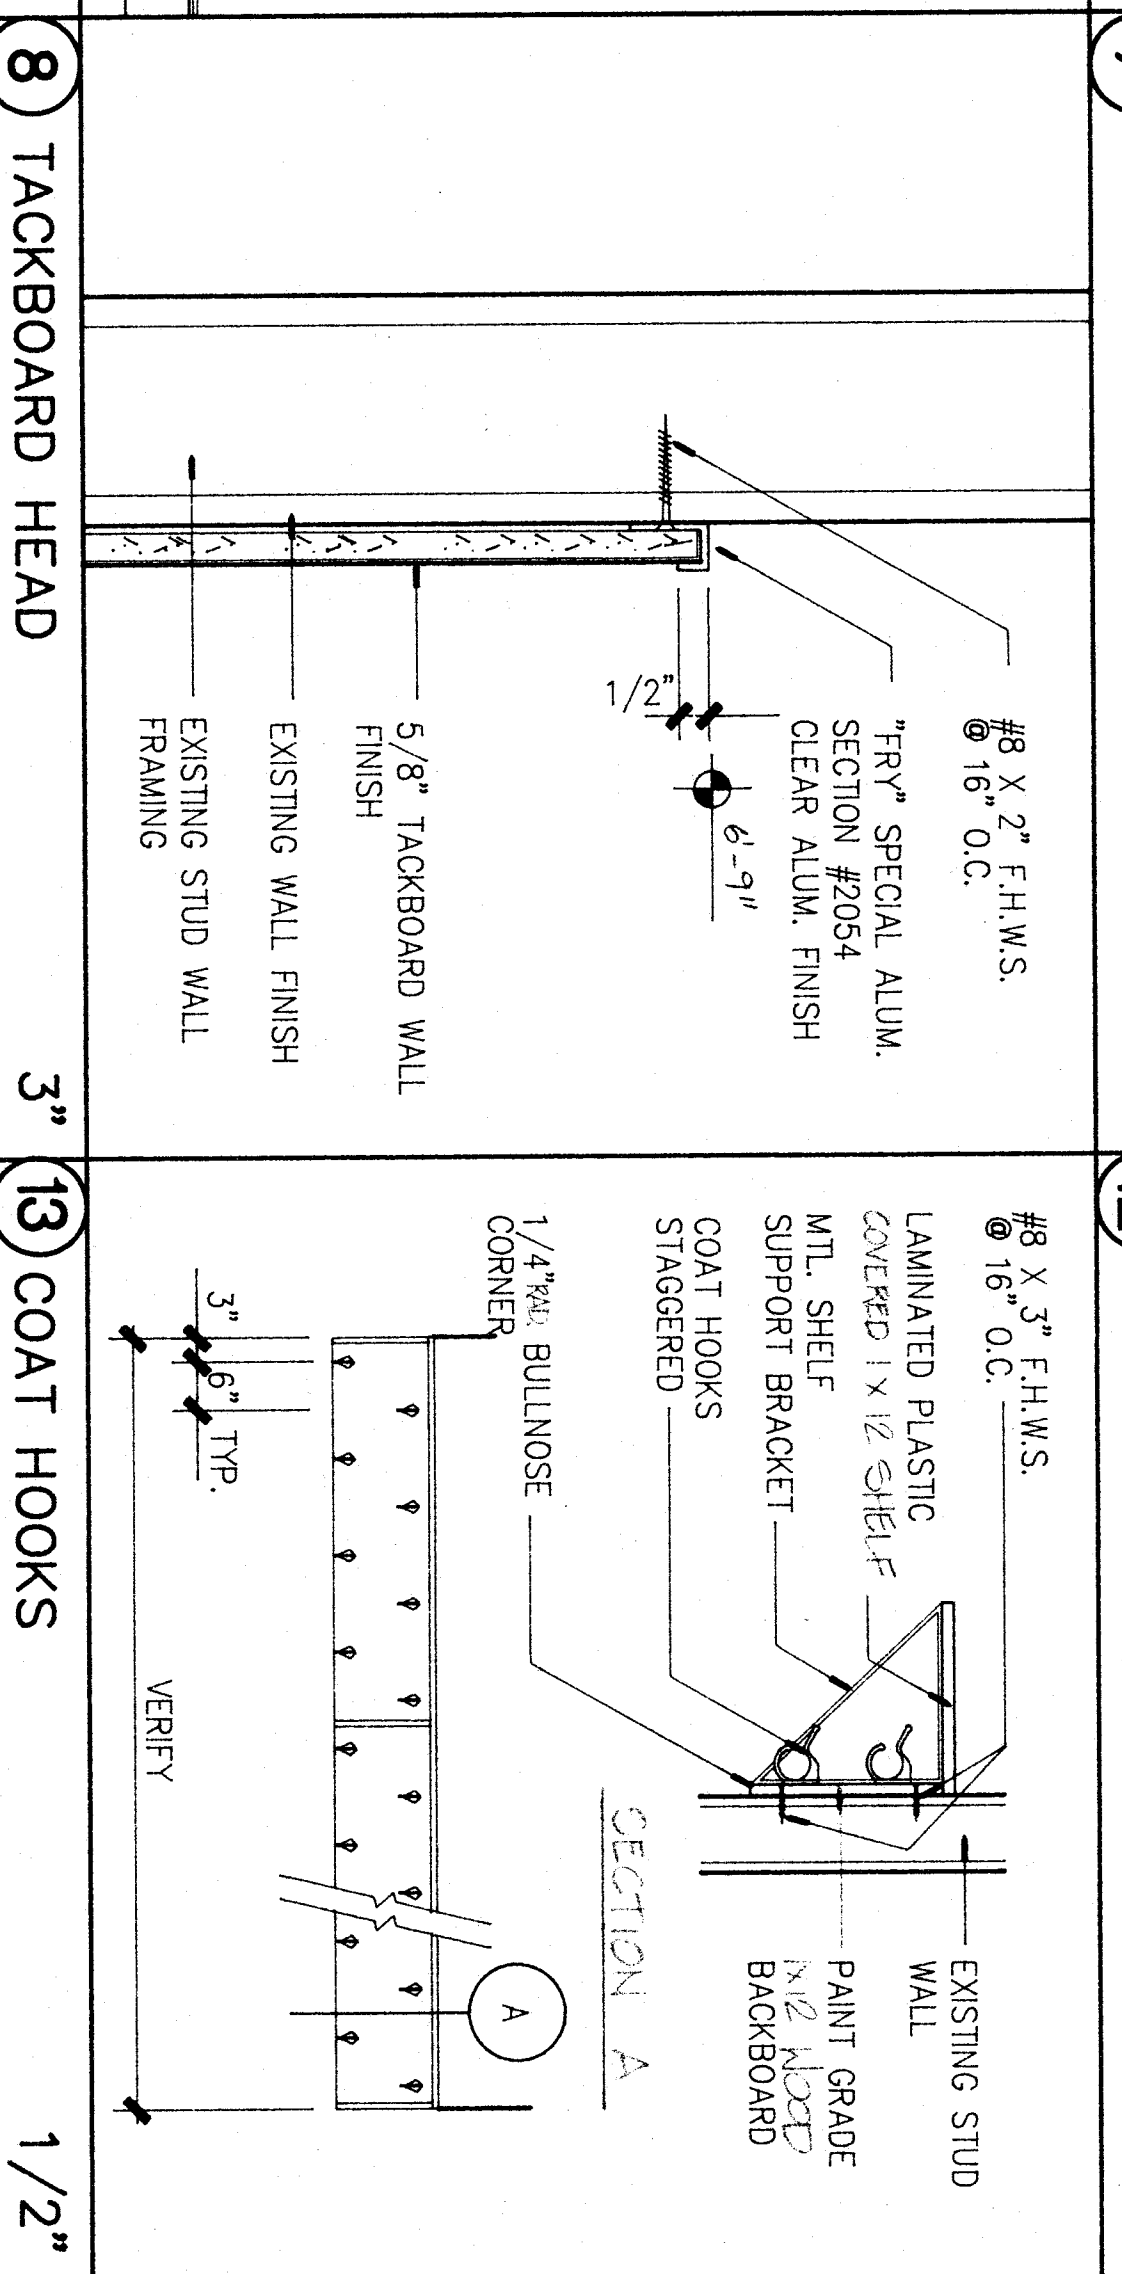 #8 X 2" F.H.W.S.
@ 16" O.C.
"FRY" SPECIAL ALUM.
SECTION #2054
CLEAR ALUM. FINISH
1/2"
6'-9"
5/8" TACKBOARD WALL
FINISH
EXISTING WALL FINISH
EXISTING STUD WALL
FRAMING
8 TACKBOARD HEAD 3"
#8 X 3" F.H.W.S.
@ 16" O.C.
LAMINATED PLASTIC
COVERED 1 x 12 SHELF
MTL. SHELF
SUPPORT BRACKET
COAT HOOKS
STAGGERED
1/4" RAD. BULLNOSE
CORNER
EXISTING STUD
WALL
PAINT GRADE
1x12 WOOD
BACKBOARD
SECTION A
A
3" 6" TYP.
VERIFY
13 COAT HOOKS 1/2"